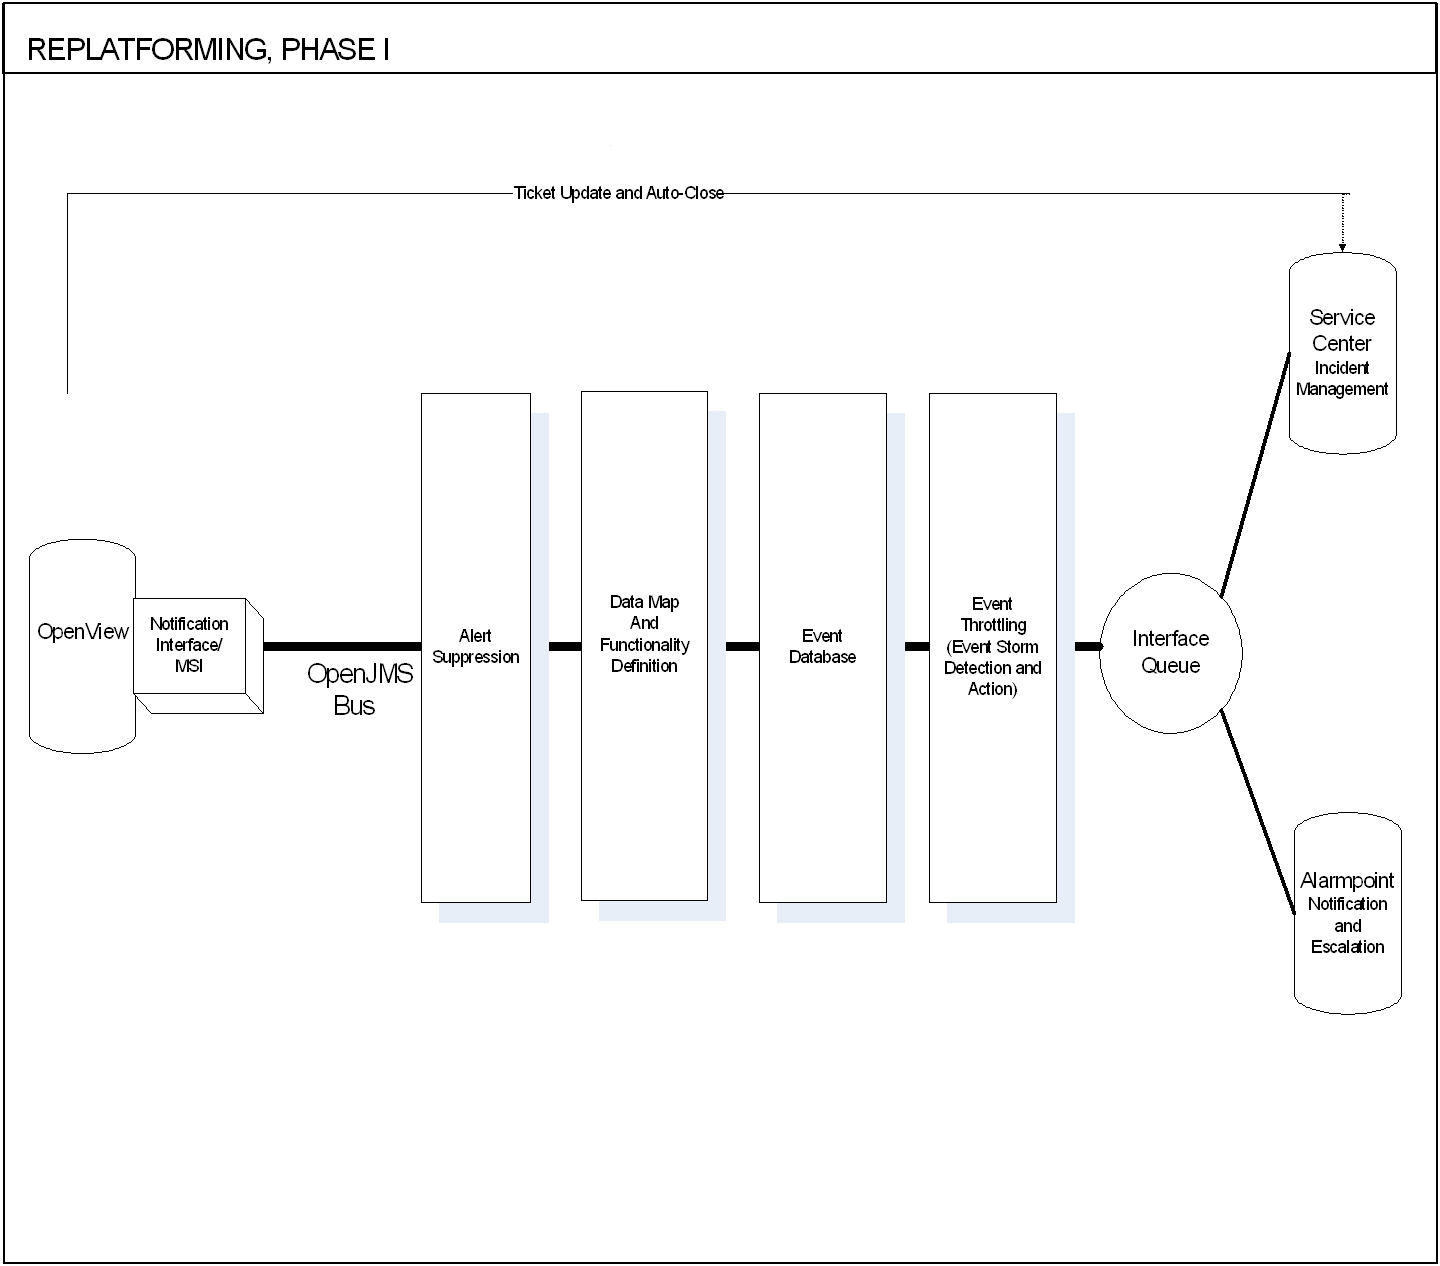 REPLATFORMING, PHASE I
Ticket Update and Auto-Close
Service
Center
Incident
Management
OpenView
Notification
Interface/
MSI
OpenJMS
Bus
Alert
Suppression
Data Map
And
Functionality
Definition
Event
Database
Event
Throttling
(Event Storm
Detection and
Action)
Interface
Queue
Alarmpoint
Notification
and
Escalation